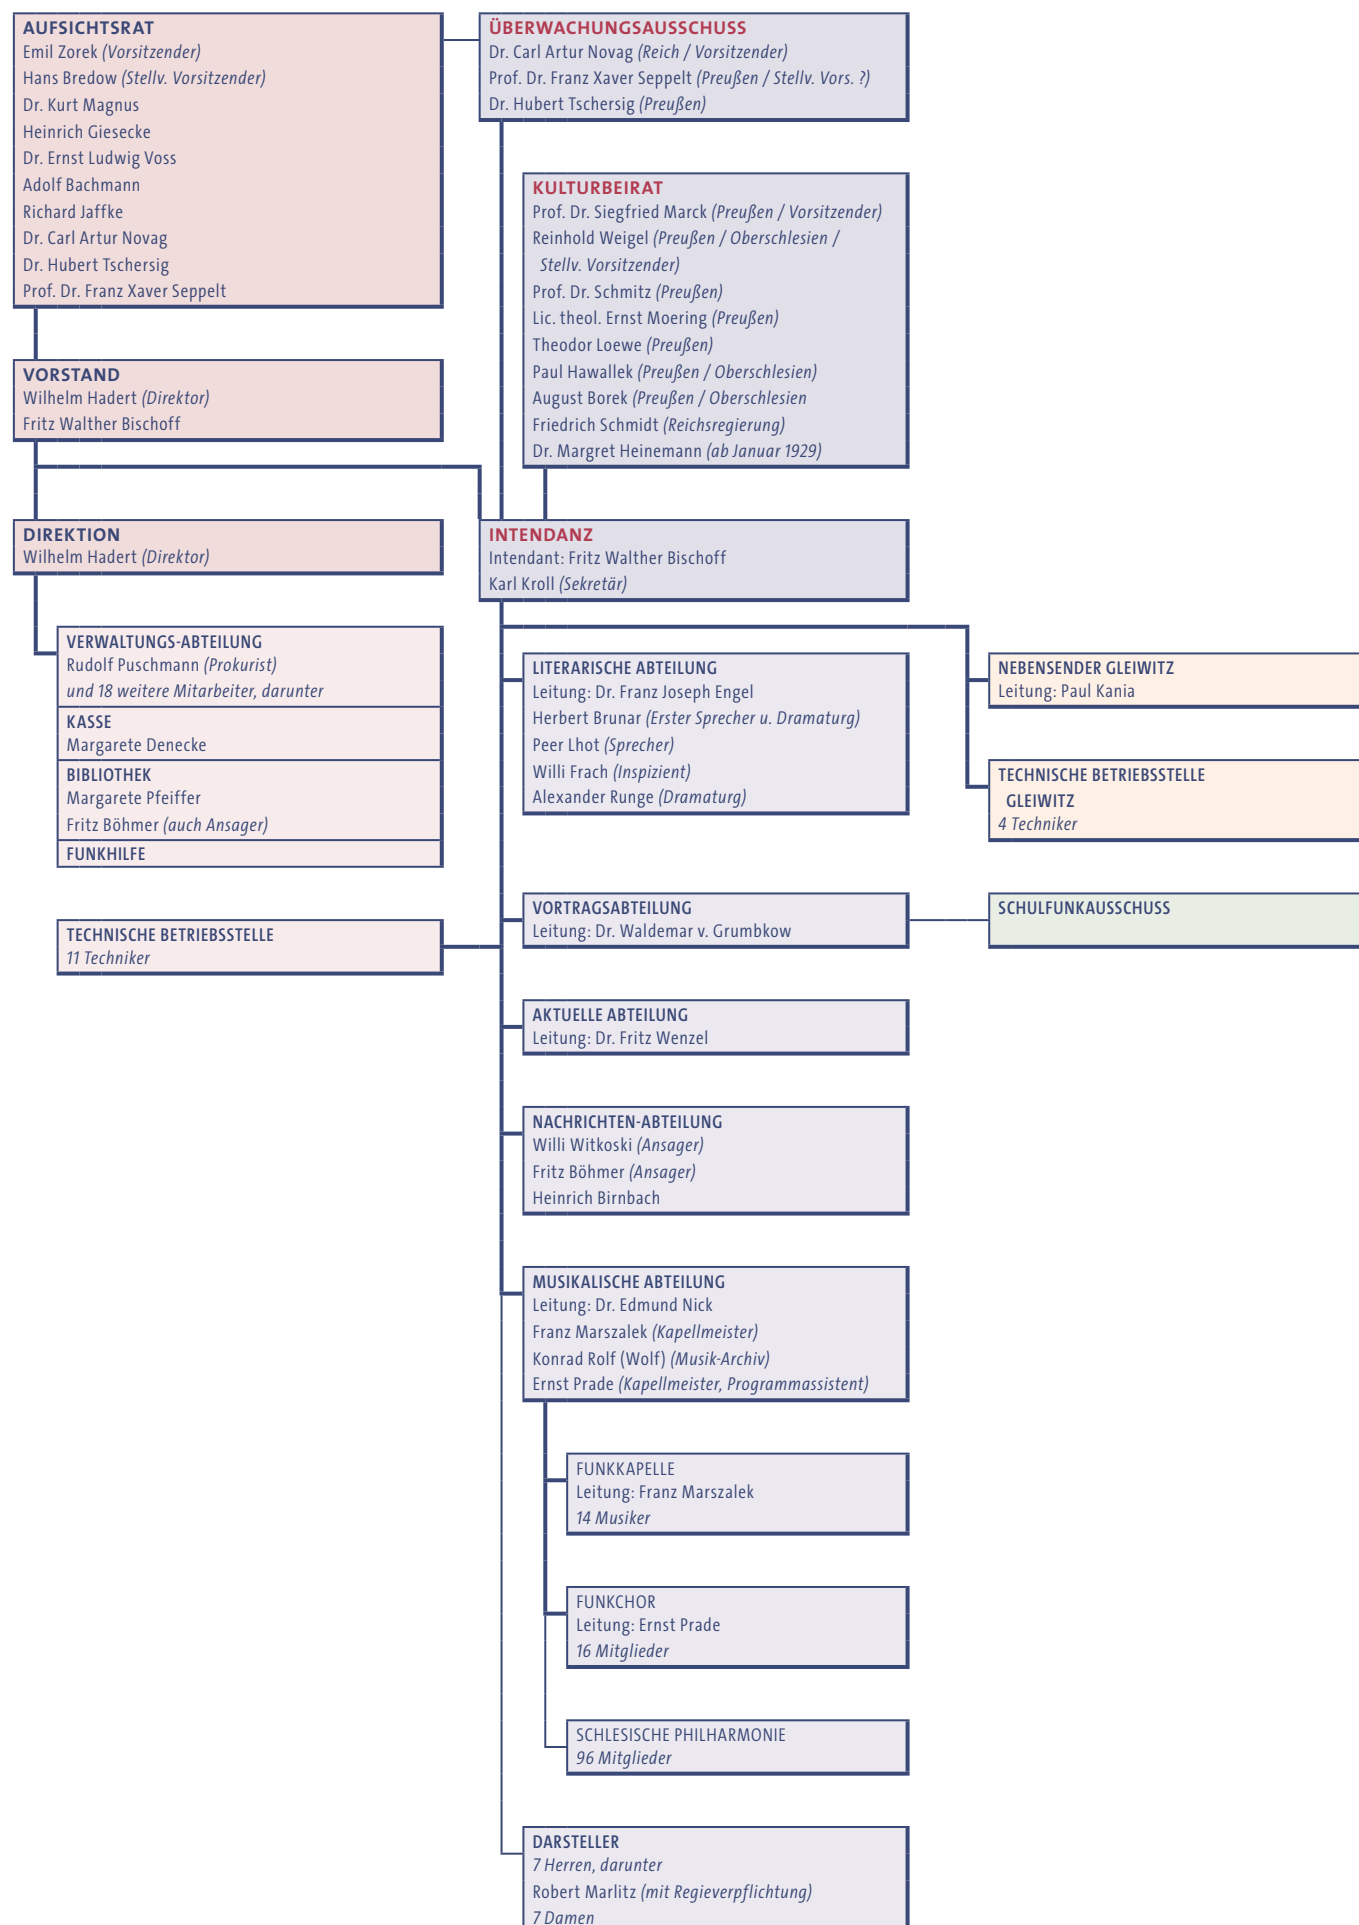 AUFSICHTSRAT
Emil Zorek (Vorsitzender)
Hans Bredow (Stellv. Vorsitzender)
Dr. Kurt Magnus
Heinrich Giesecke
Dr. Ernst Ludwig Voss
Adolf Bachmann
Richard Jaffke
Dr. Carl Artur Novag
Dr. Hubert Tschersig
Prof. Dr. Franz Xaver Seppelt
ÜBERWACHUNGSAUSSCHUSS
Dr. Carl Artur Novag (Reich / Vorsitzender)
Prof. Dr. Franz Xaver Seppelt (Preußen / Stellv. Vors. ?)
Dr. Hubert Tschersig (Preußen)
KULTURBEIRAT
Prof. Dr. Siegfried Marck (Preußen / Vorsitzender)
Reinhold Weigel (Preußen / Oberschlesien /
Stellv. Vorsitzender)
Prof. Dr. Schmitz (Preußen)
Lic. theol. Ernst Moering (Preußen)
Theodor Loewe (Preußen)
Paul Hawallek (Preußen / Oberschlesien)
August Borek (Preußen / Oberschlesien
Friedrich Schmidt (Reichsregierung)
Dr. Margret Heinemann (ab Januar 1929)
VORSTAND
Wilhelm Hadert (Direktor)
Fritz Walther Bischoff
DIREKTION
Wilhelm Hadert (Direktor)
INTENDANZ
Intendant: Fritz Walther Bischoff
Karl Kroll (Sekretär)
VERWALTUNGS-ABTEILUNG
Rudolf Puschmann (Prokurist)
und 18 weitere Mitarbeiter, darunter
KASSE
Margarete Denecke
BIBLIOTHEK
Margarete Pfeiffer
Fritz Böhmer (auch Ansager)
FUNKHILFE
TECHNISCHE BETRIEBSSTELLE
11 Techniker
LITERARISCHE ABTEILUNG
Leitung: Dr. Franz Joseph Engel
Herbert Brunar (Erster Sprecher u. Dramaturg)
Peer Lhot (Sprecher)
Willi Frach (Inspizient)
Alexander Runge (Dramaturg)
NEBENSENDER GLEIWITZ
Leitung: Paul Kania
TECHNISCHE BETRIEBSSTELLE
GLEIWITZ
4 Techniker
VORTRAGSABTEILUNG
Leitung: Dr. Waldemar v. Grumbkow
SCHULFUNKAUSSCHUSS
AKTUELLE ABTEILUNG
Leitung: Dr. Fritz Wenzel
NACHRICHTEN-ABTEILUNG
Willi Witkoski (Ansager)
Fritz Böhmer (Ansager)
Heinrich Birnbach
MUSIKALISCHE ABTEILUNG
Leitung: Dr. Edmund Nick
Franz Marszalek (Kapellmeister)
Konrad Rolf (Wolf) (Musik-Archiv)
Ernst Prade (Kapellmeister, Programmassistent)
FUNKKAPELLE
Leitung: Franz Marszalek
14 Musiker
FUNKCHOR
Leitung: Ernst Prade
16 Mitglieder
SCHLESISCHE PHILHARMONIE
96 Mitglieder
DARSTELLER
7 Herren, darunter
Robert Marlitz (mit Regieverpflichtung)
7 Damen